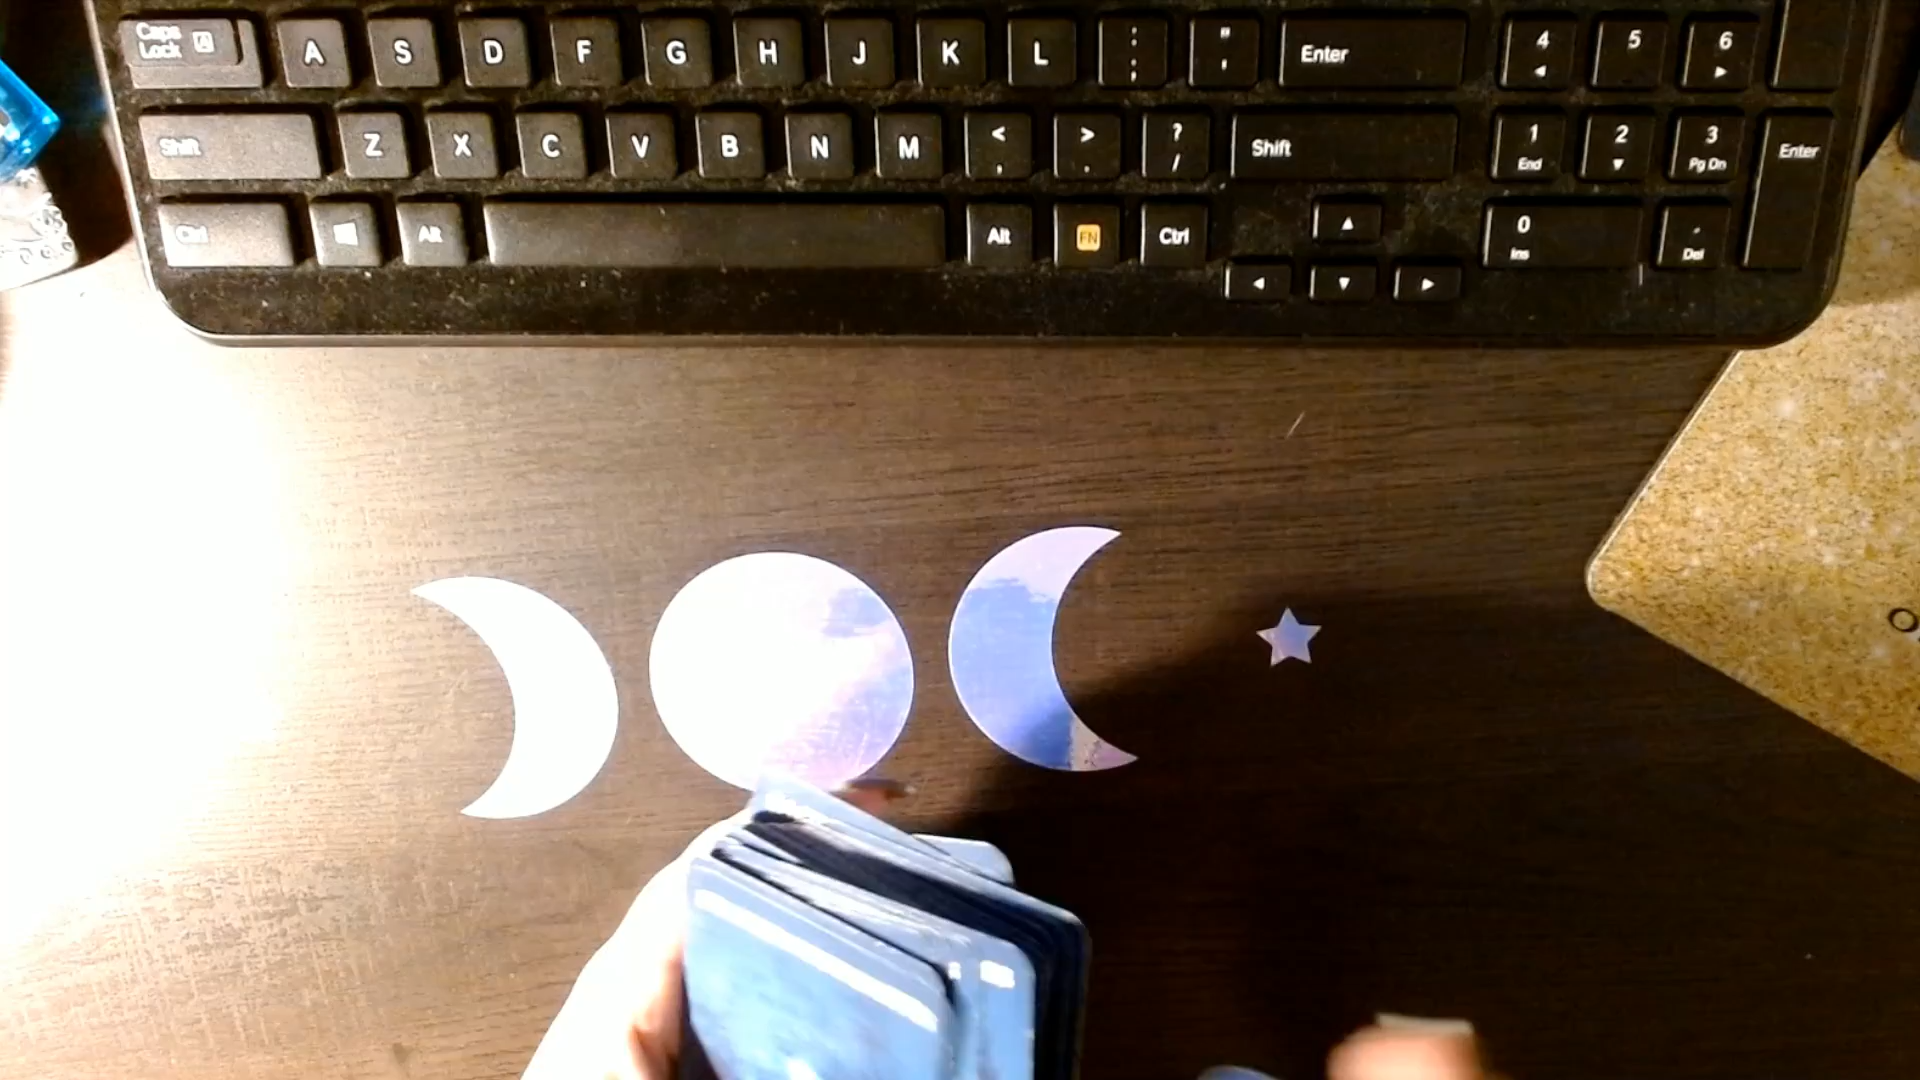 Caps Lock A A S D F G H J K L : ; " ' Enter 4 5 6
Shift Z X C V B N M < , > . ? / Shift 1 End 2 3 Pg Dn Enter
Ctrl Alt Alt FN Ctrl 0 Ins . Del